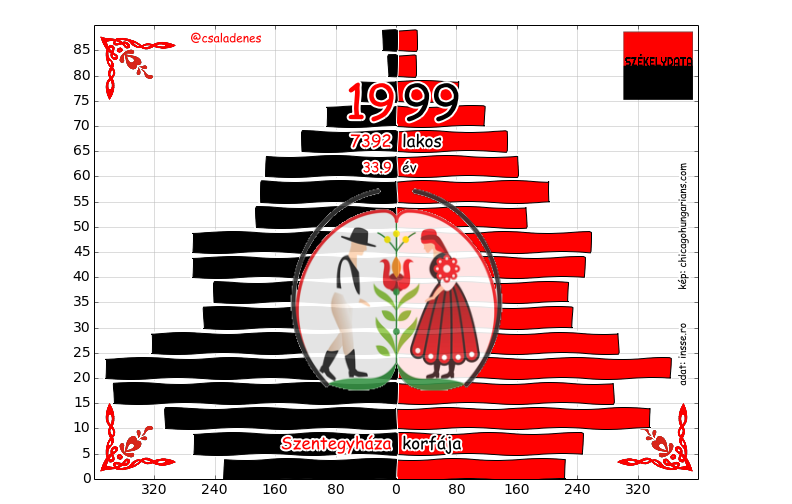 @csaladenes
SZÉKELYDATA
1999
7392 lakos
33.9 év
kép: chicagohungarians.com
adat: insse.ro
Szentegyháza korfája
85
80
75
70
65
60
55
50
45
40
35
30
25
20
15
10
5
0
320 240 160 80 0 80 160 240 320